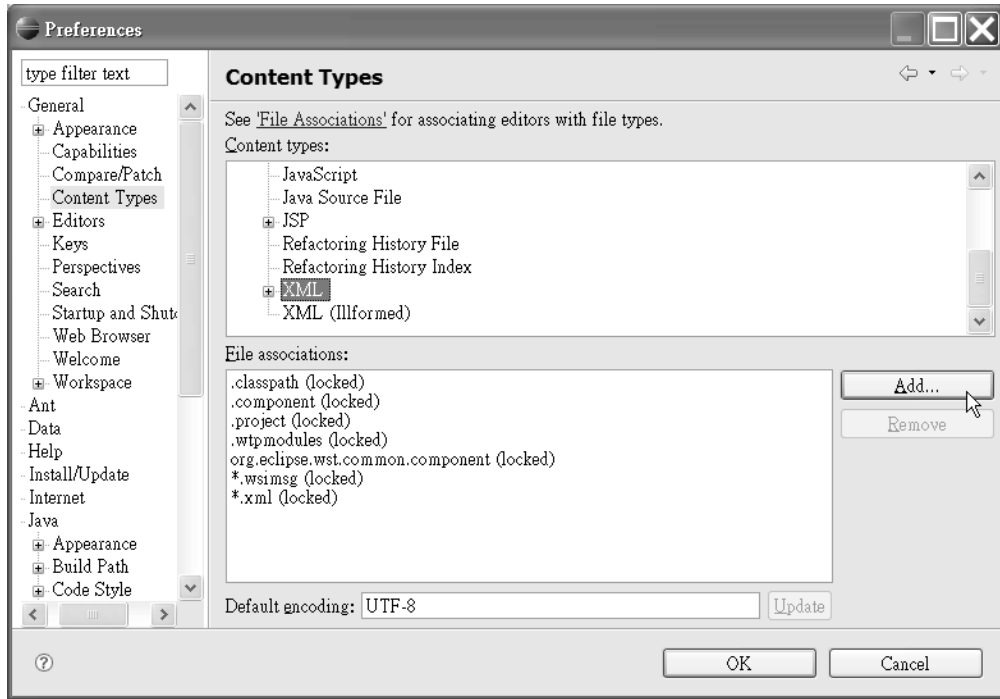 Preferences
type filter text
General
Appearance
Capabilities
Compare/Patch
Content Types
Editors
Keys
Perspectives
Search
Startup and Shut
Web Browser
Welcome
Workspace
Ant
Data
Help
Install/Update
Internet
Java
Appearance
Build Path
Code Style
Content Types
See 'File Associations' for associating editors with file types.
Content types:
JavaScript
Java Source File
JSP
Refactoring History File
Refactoring History Index
XML
XML (Illformed)
File associations:
.classpath (locked)
.component (locked)
.project (locked)
.wtpmodules (locked)
org.eclipse.wst.common.component (locked)
*.wsimsg (locked)
*.xml (locked)
Add...
Remove
Default encoding: UTF-8
Update
OK
Cancel